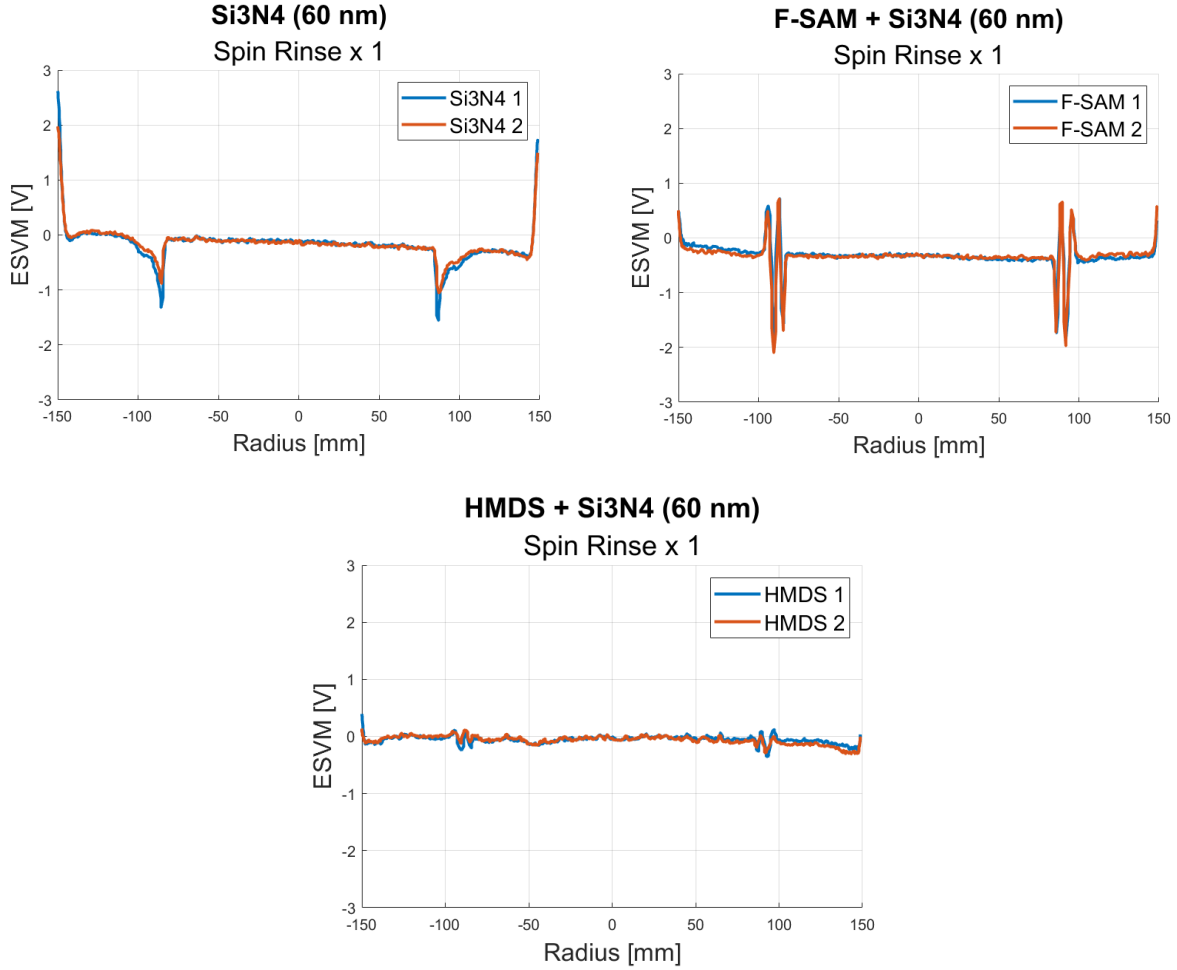 Si3N4 (60 nm)
Spin Rinse x 1
3
2
1
0
-1
-2
-3
ESVM [V]
Si3N4 1
Si3N4 2
-150
-100
-50
0
50
100
150
Radius [mm]
F-SAM + Si3N4 (60 nm)
Spin Rinse x 1
3
2
1
0
-1
-2
-3
ESVM [V]
F-SAM 1
F-SAM 2
-150
-100
-50
0
50
100
150
Radius [mm]
HMDS + Si3N4 (60 nm)
Spin Rinse x 1
3
2
1
0
-1
-2
-3
ESVM [V]
HMDS 1
HMDS 2
-150
-100
-50
0
50
100
150
Radius [mm]